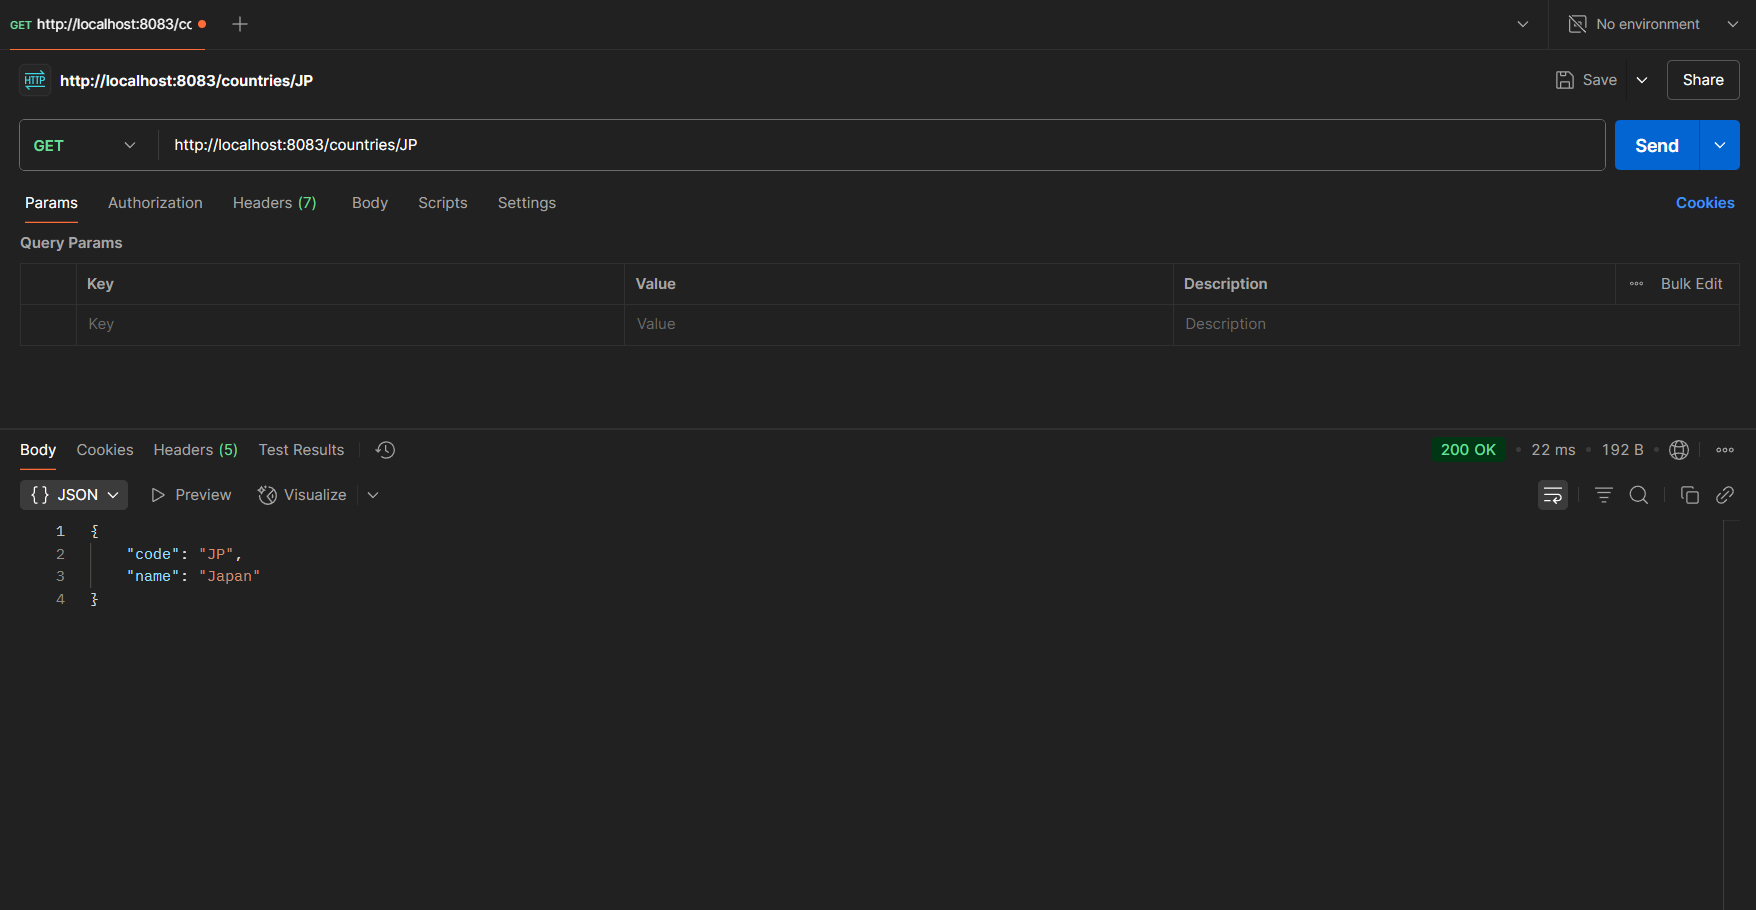 GET http://localhost:8083/cc
No environment
HTTP http://localhost:8083/countries/JP
Save
Share
GET http://localhost:8083/countries/JP
Send
Params Authorization Headers (7) Body Scripts Settings
Cookies
Query Params
Key Value Description Bulk Edit
Key Value Description
Body Cookies Headers (5) Test Results
200 OK • 22 ms • 192 B •
{} JSON Preview Visualize
1 {
2 "code": "JP",
3 "name": "Japan"
4 }